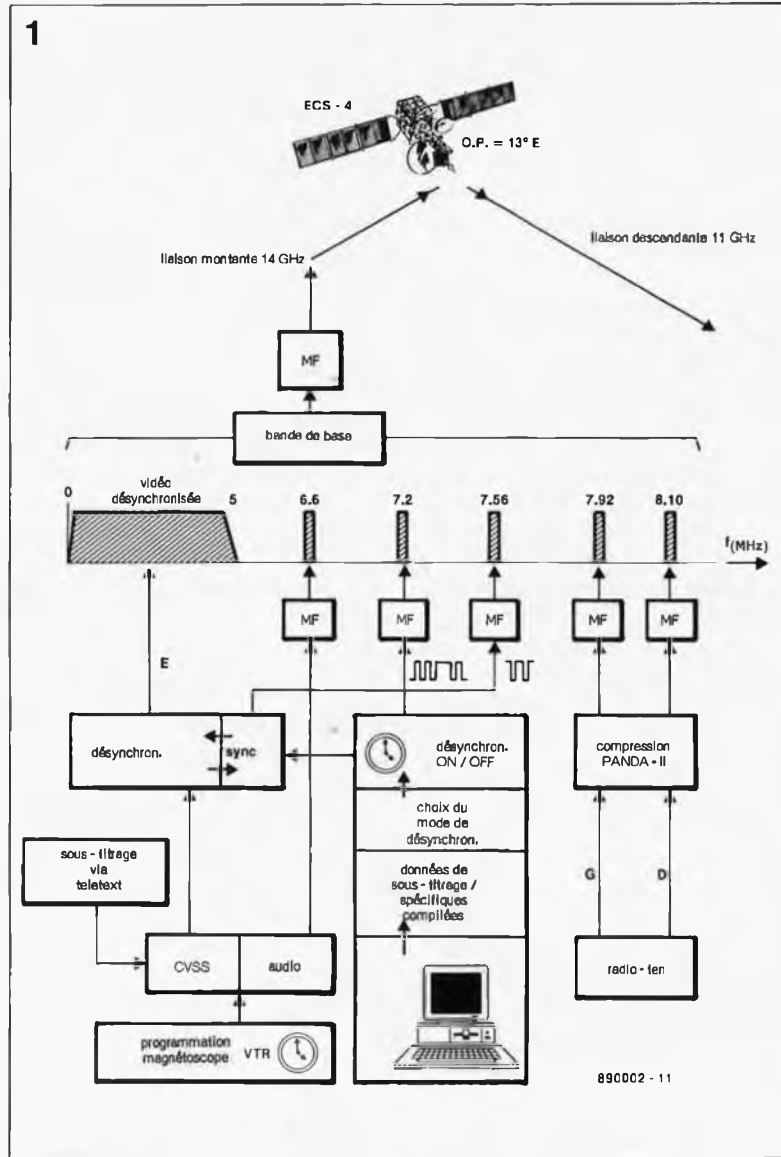 1
ECS - 4
O.P. = 13° E
liaison montante 14 GHz
liaison descendante 11 GHz
MF
bande de base
0
vidéo
désynchronisée
5
6.6
7.2
7.56
7.92
8.10
f(MHz)
MF
MF
MF
MF
MF
E
désynchron.
sync
désynchron.
ON / OFF
compression
PANDA - II
choix du
mode de
désynchron.
sous - titrage
via
teletext
données de
sous - titrage /
spécifiques
compilées
G
D
CVSS
audio
radio - ten
programmation
magnétoscope
VTR
890002 - 11